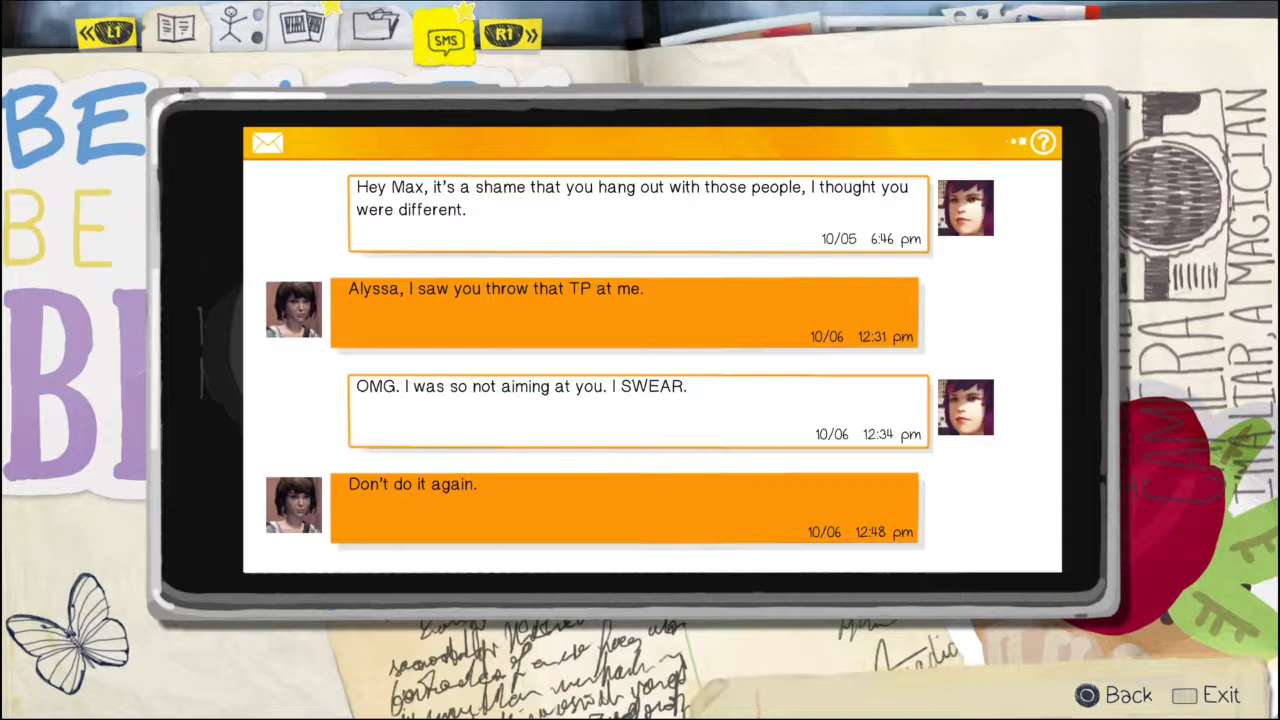 L1
SMS
R1
BE
BE
Hey Max, it's a shame that you hang out with those people, I thought you
were different.
10/05 6:46 pm
Alyssa, I saw you throw that TP at me.
10/06 12:31 pm
OMG. I was so not aiming at you. I SWEAR.
10/06 12:34 pm
Don't do it again.
10/06 12:48 pm
CAMERA
LIAR, A MAGICIAN
Back
Exit